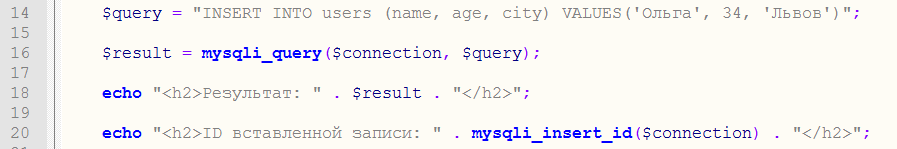 14 $query = "INSERT INTO users (name, age, city) VALUES('Ольга', 34, 'Львов')";
15
16 $result = mysqli_query($connection, $query);
17
18 echo "<h2>Результат: " . $result . "</h2>";
19
20 echo "<h2>ID вставленной записи: " . mysqli_insert_id($connection) . "</h2>";